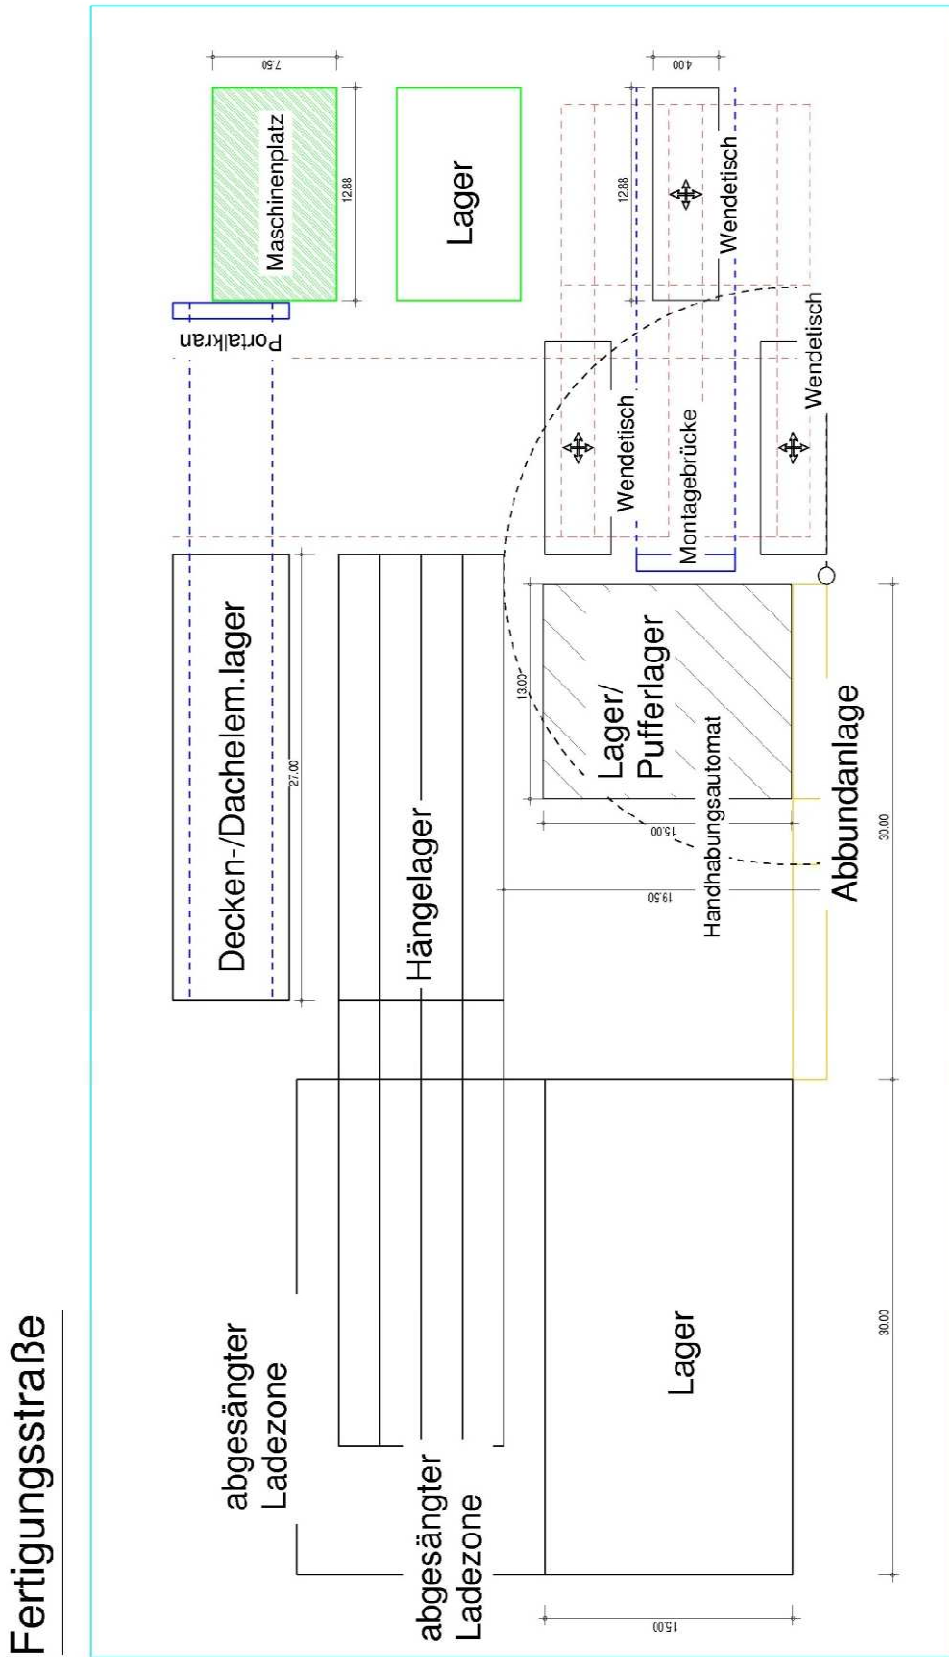 Fertigungsstraße
abgesängter
Ladezone
abgesängter
Ladezone
Lager
15.00
30.00
30.00
Decken-/Dachelem.lager
27.00
Hängelager
19.50
15.00
13.00
Lager/
Pufferlager
Handhabungsautomat
Abbundanlage
Portalkran
Maschinenplatz
7.50
12.88
Lager
Wendetisch
Montagebrücke
Wendetisch
12.88
4.00
Wendetisch